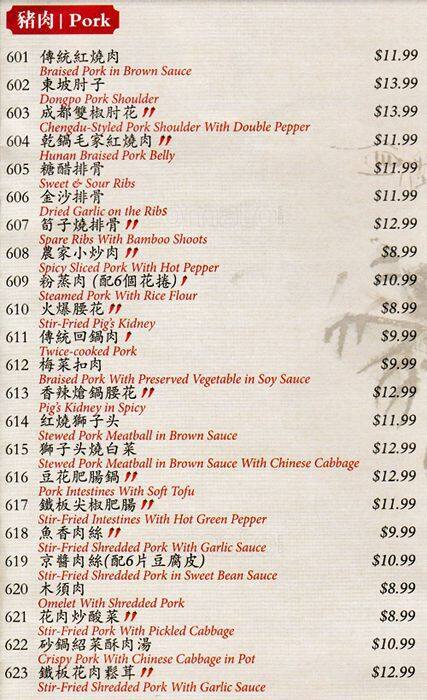 豬肉 | Pork
601 傳統紅燒肉 $11.99
Braised Pork in Brown Sauce
602 東坡肘子 $13.99
Dongpo Pork Shoulder
603 成都雙椒肘花 $13.99
Chengdu-Styled Pork Shoulder With Double Pepper
604 乾鍋毛家紅燒肉 $11.99
Hunan Braised Pork Belly
605 糖醋排骨 $11.99
Sweet & Sour Ribs
606 金沙排骨 $11.99
Dried Garlic on the Ribs
607 筍子燒排骨 $12.99
Spare Ribs With Bamboo Shoots
608 農家小炒肉 $8.99
Spicy Sliced Pork With Hot Pepper
609 粉蒸肉 (配6個花捲) $10.99
Steamed Pork With Rice Flour
610 火爆腰花 $8.99
Stir-Fried Pig's Kidney
611 傳統回鍋肉 $9.99
Twice-cooked Pork
612 梅菜扣肉 $9.99
Braised Pork With Preserved Vegetable in Soy Sauce
613 香辣熗鍋腰花 $12.99
Pig's Kidney in Spicy
614 紅燒獅子头 $11.99
Stewed Pork Meatball in Brown Sauce
615 獅子头燒白菜 $12.99
Stewed Pork Meatball in Brown Sauce With Chinese Cabbage
616 豆花肥腸鍋 $12.99
Pork Intestines With Soft Tofu
617 鐵板尖椒肥腸 $11.99
Stir-Fried Intestines With Hot Green Pepper
618 魚香肉絲 $9.99
Stir-Fried Shredded Pork With Garlic Sauce
619 京醬肉絲(配6片豆腐皮) $10.99
Stir-Fried Shredded Pork in Sweet Bean Sauce
620 木須肉 $8.99
Omelet With Shredded Pork
621 花肉炒酸菜 $8.99
Stir-Fried Pork With Pickled Cabbage
622 砂鍋紹菜酥肉湯 $10.99
Crispy Pork With Chinese Cabbage in Pot
623 鐵板花肉鬆茸 $12.99
Stir-Fried Shredded Pork With Garlic Sauce